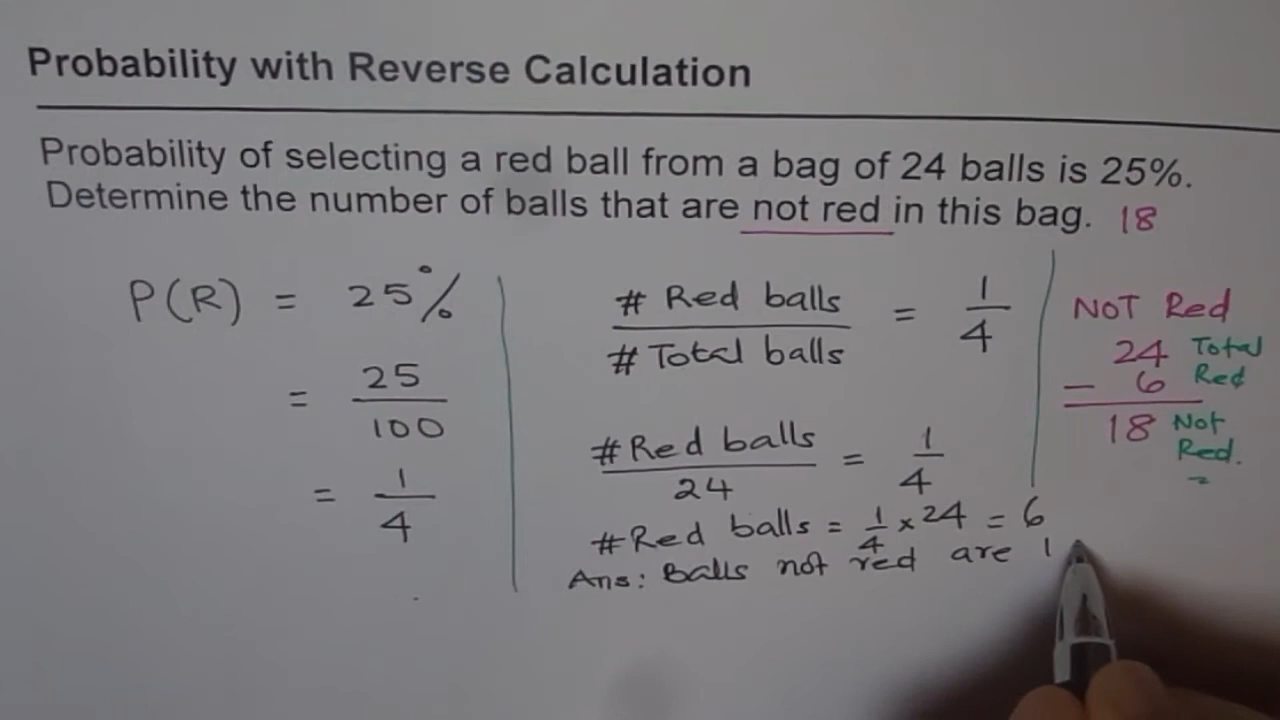 Probability with Reverse Calculation
Probability of selecting a red ball from a bag of 24 balls is 25%.
Determine the number of balls that are not red in this bag. 18
P(R) = 25%
= 25/100
= 1/4
# Red balls / # Total balls = 1/4
# Red balls / 24 = 1/4
# Red balls = 1/4 × 24 = 6
Ans: Balls not red are 1
NOT Red
24 Total
- 6 Red
18 Not
Red.